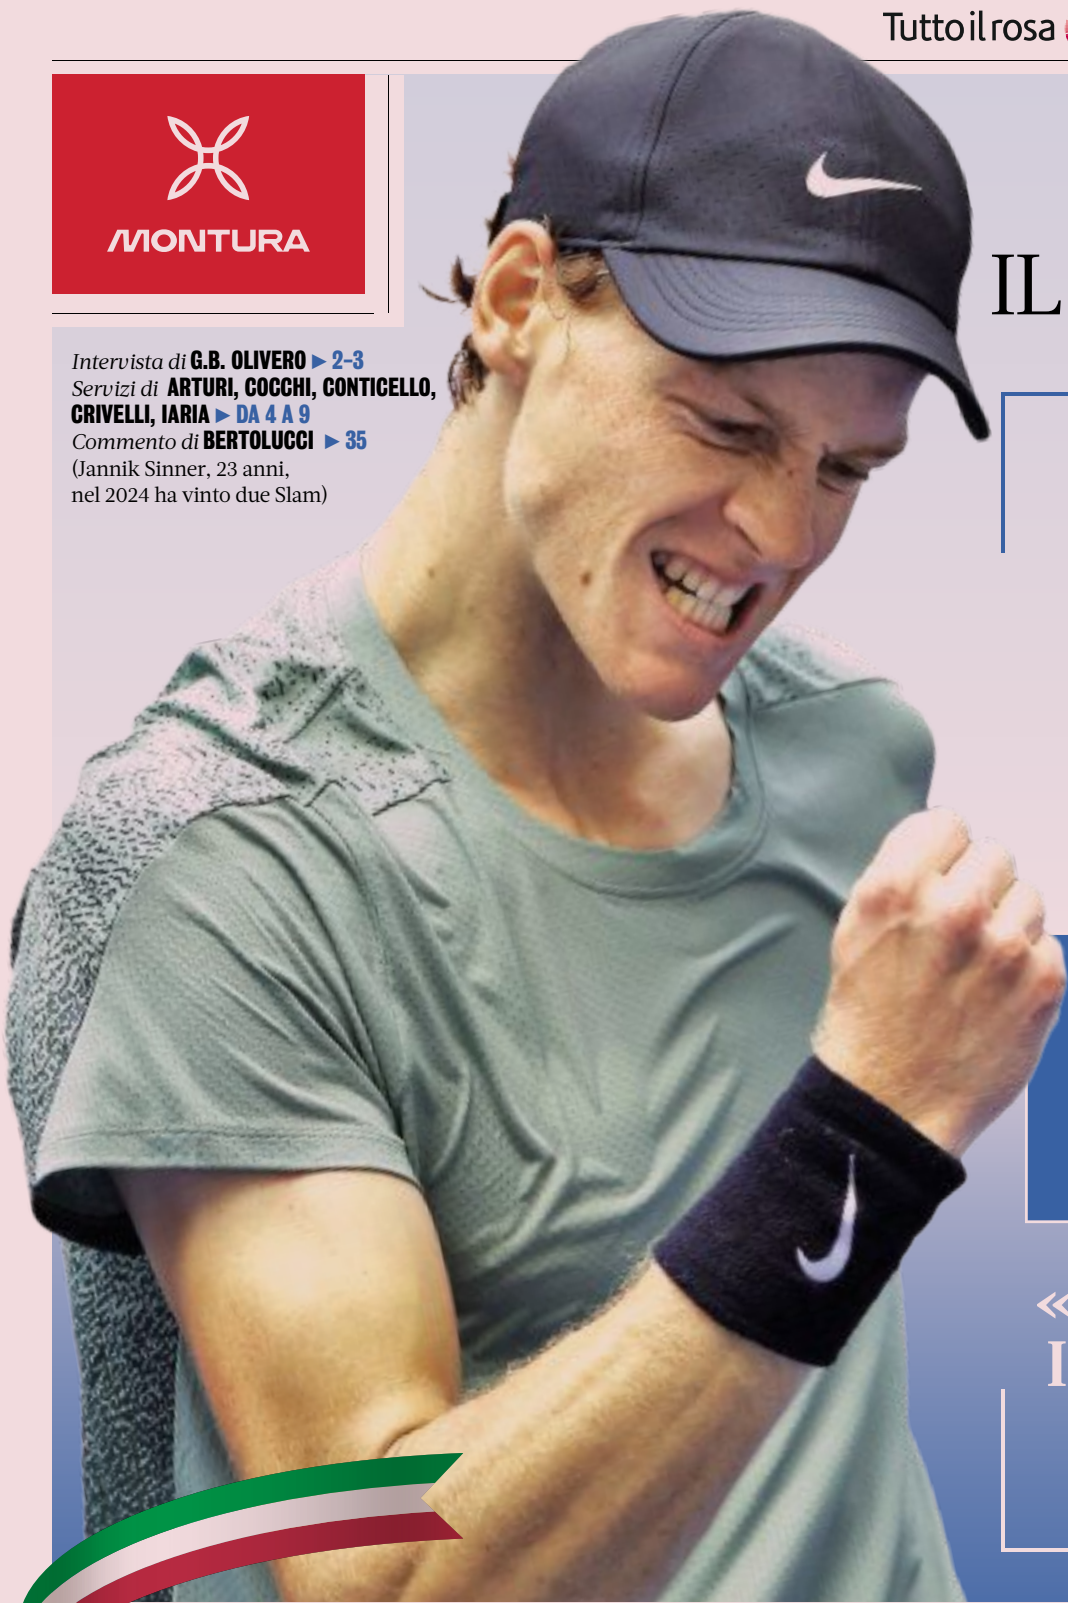 Tutto il rosa
MONTURA
IL
Intervista di G.B. OLIVERO ▶ 2-3
Servizi di ARTURI, COCCHI, CONTICELLO,
CRIVELLI, IARIA ▶ DA 4 A 9
Commento di BERTOLUCCI ▶ 35
(Jannik Sinner, 23 anni,
nel 2024 ha vinto due Slam)
«
I